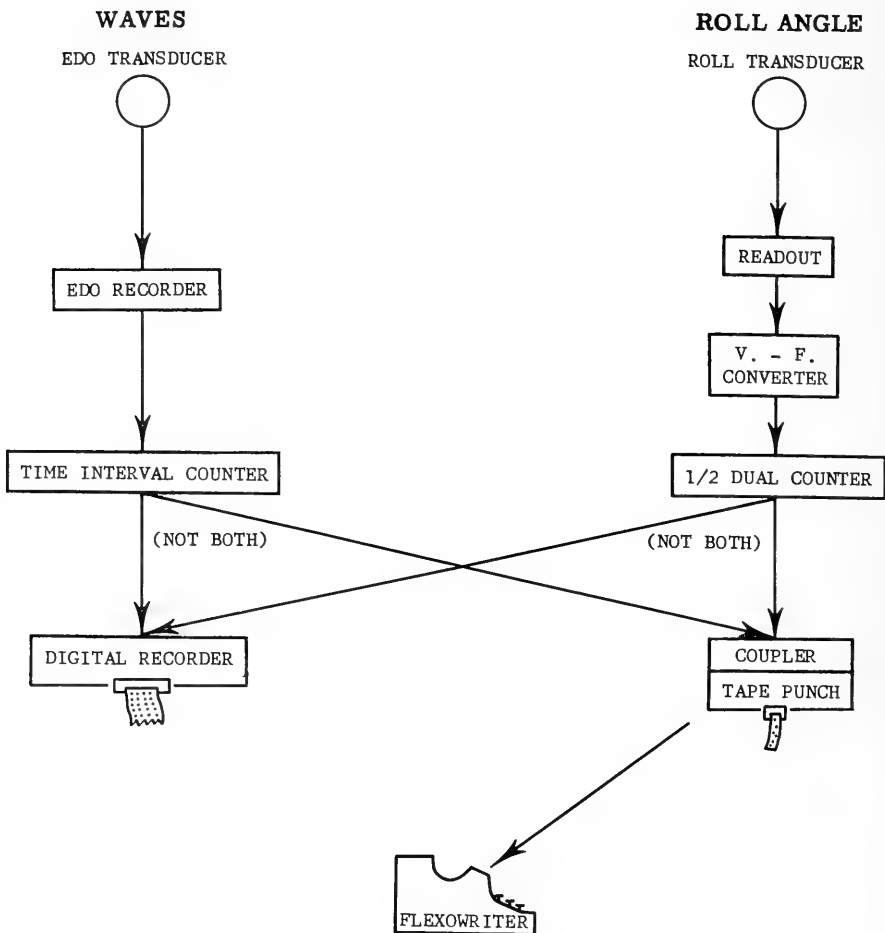 WAVES
EDO TRANSDUCER
EDO RECORDER
TIME INTERVAL COUNTER
(NOT BOTH)
DIGITAL RECORDER
ROLL ANGLE
ROLL TRANSDUCER
READOUT
V. - F.
CONVERTER
1/2 DUAL COUNTER
(NOT BOTH)
COUPLER
TAPE PUNCH
FLEXOWRITER